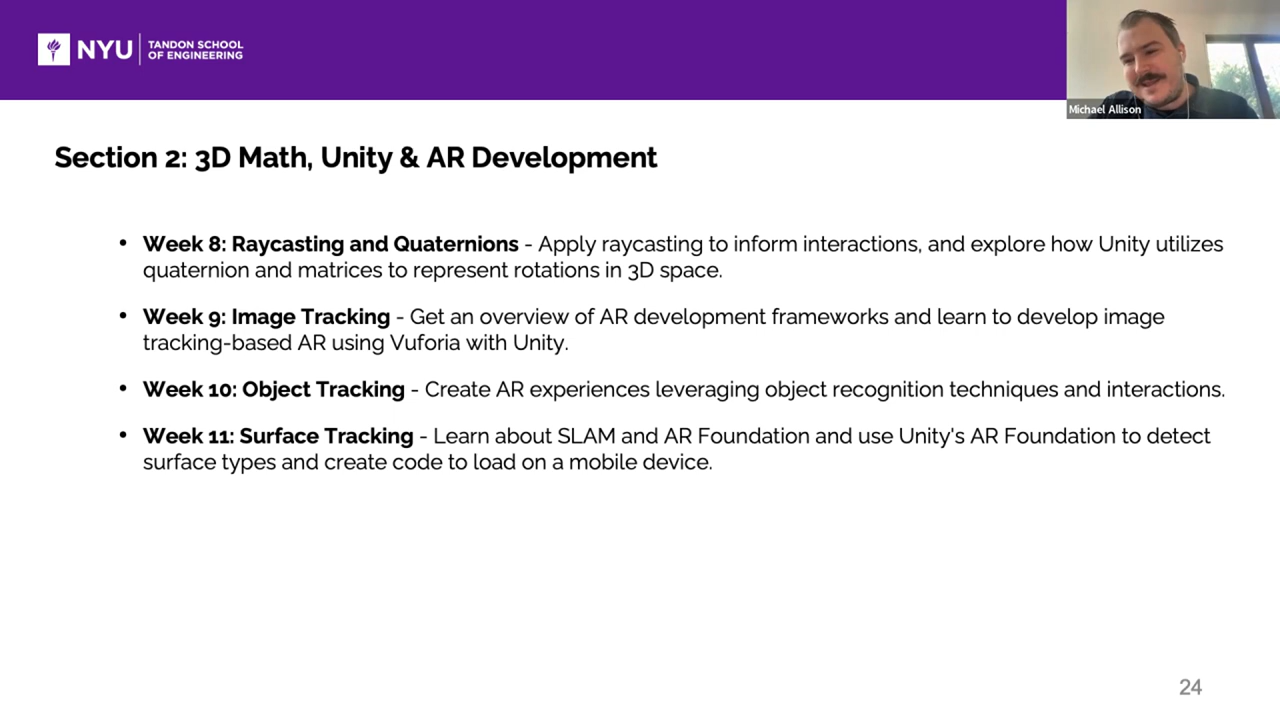 NYU
TANDON SCHOOL
OF ENGINEERING
Michael Allison
Section 2: 3D Math, Unity & AR Development
• Week 8: Raycasting and Quaternions - Apply raycasting to inform interactions, and explore how Unity utilizes
quaternion and matrices to represent rotations in 3D space.
• Week 9: Image Tracking - Get an overview of AR development frameworks and learn to develop image
tracking-based AR using Vuforia with Unity.
• Week 10: Object Tracking - Create AR experiences leveraging object recognition techniques and interactions.
• Week 11: Surface Tracking - Learn about SLAM and AR Foundation and use Unity's AR Foundation to detect
surface types and create code to load on a mobile device.
24